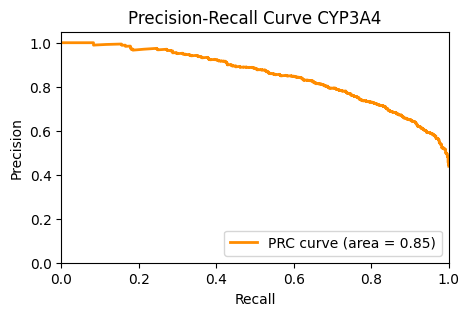 Precision-Recall Curve CYP3A4
1.0
0.8
0.6
0.4
0.2
0.0
Precision
PRC curve (area = 0.85)
0.0 0.2 0.4 0.6 0.8 1.0
Recall